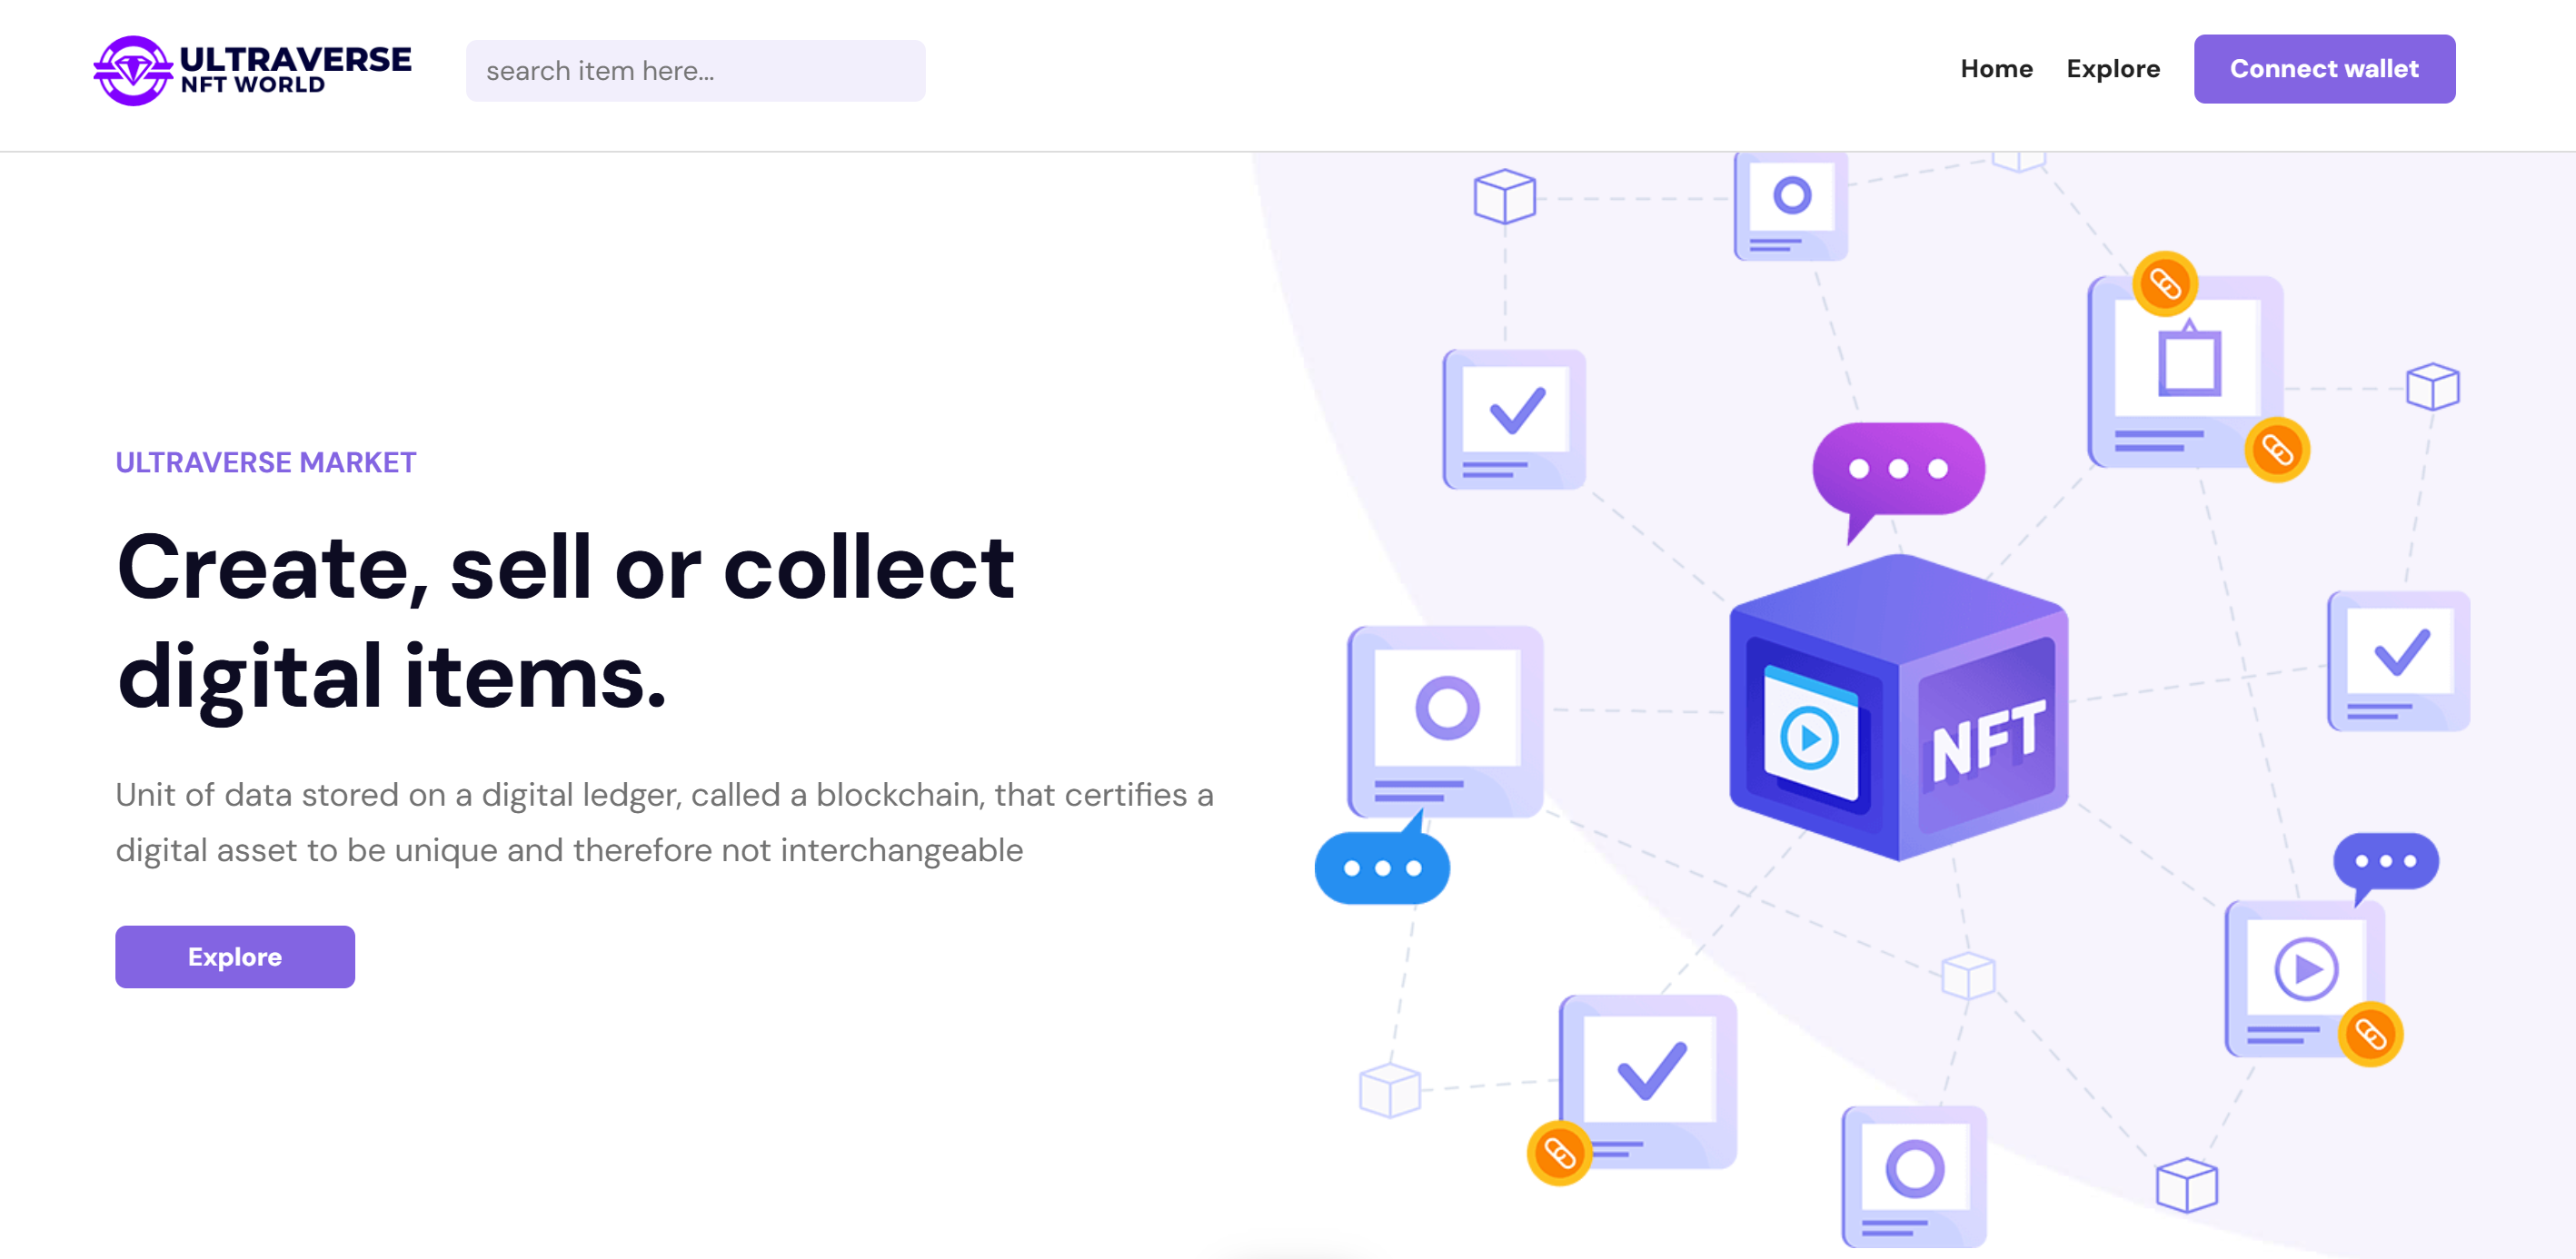 ULTRAVERSE
NFT WORLD
search item here...
Home
Explore
Connect wallet
ULTRAVERSE MARKET
Create, sell or collect
digital items.
Unit of data stored on a digital ledger, called a blockchain, that certifies a
digital asset to be unique and therefore not interchangeable
Explore
NFT